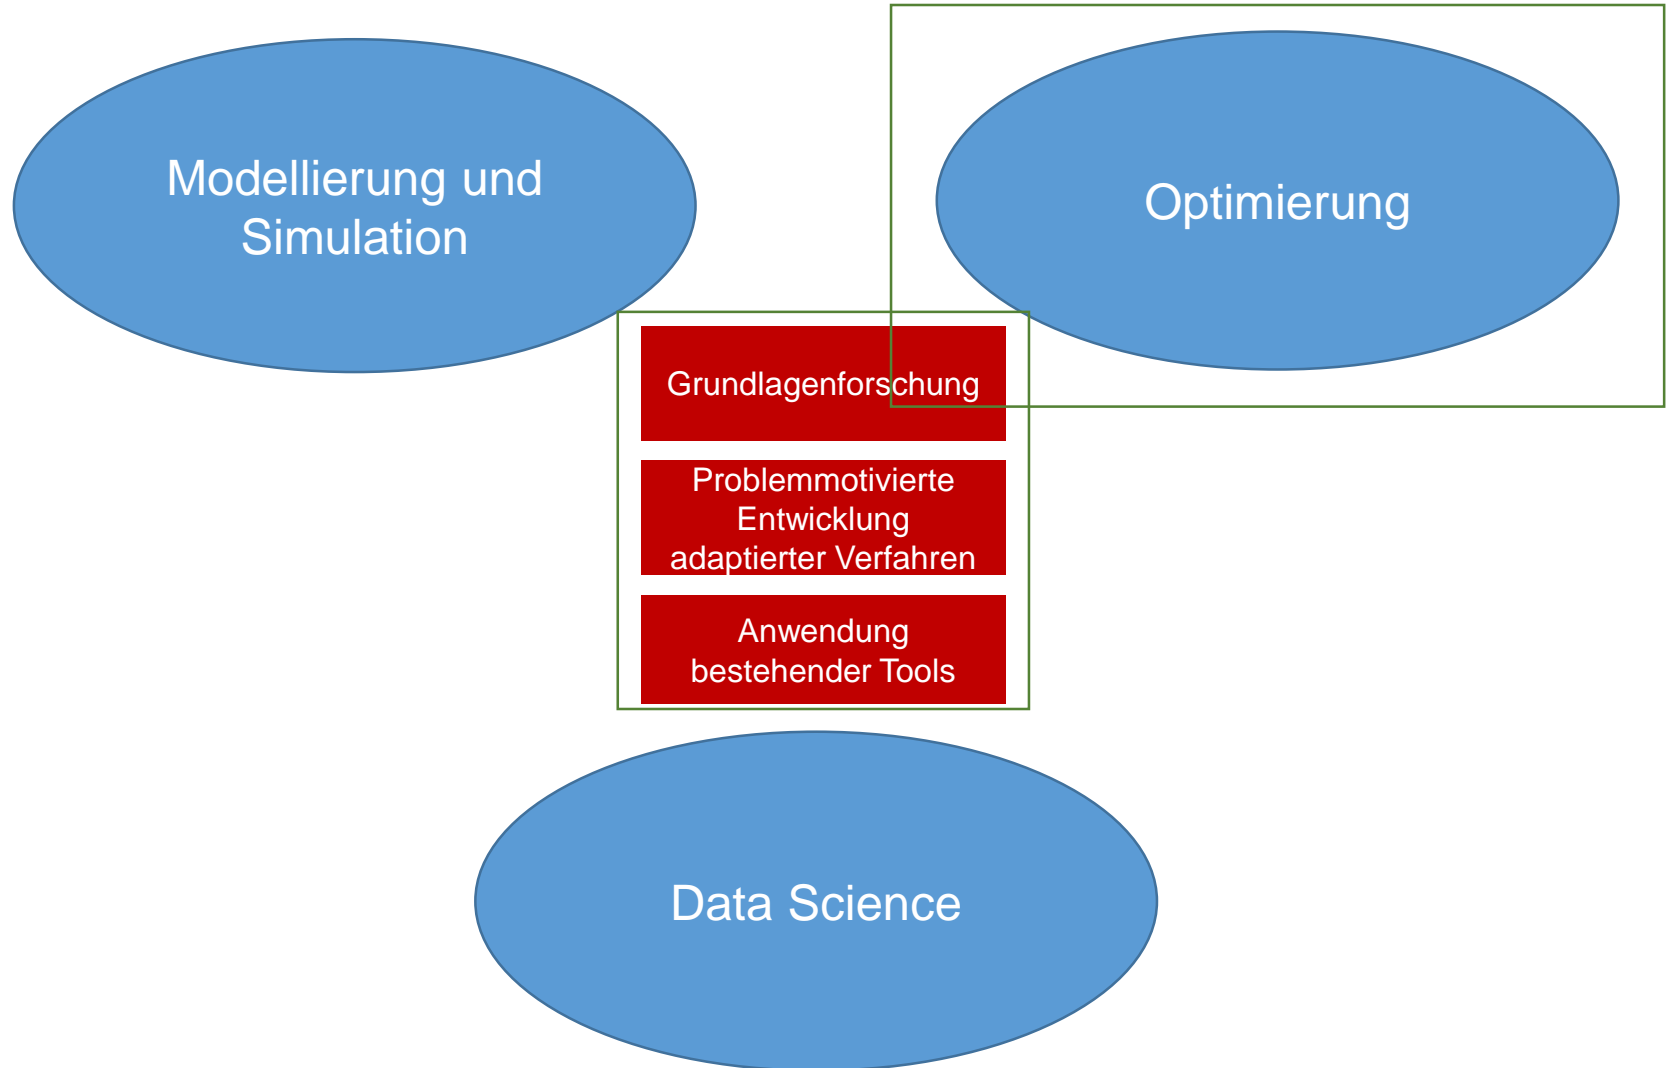 Modellierung und
Simulation
Optimierung
Grundlagenforschung
Problemmotivierte
Entwicklung
adaptierter Verfahren
Anwendung
bestehender Tools
Data Science